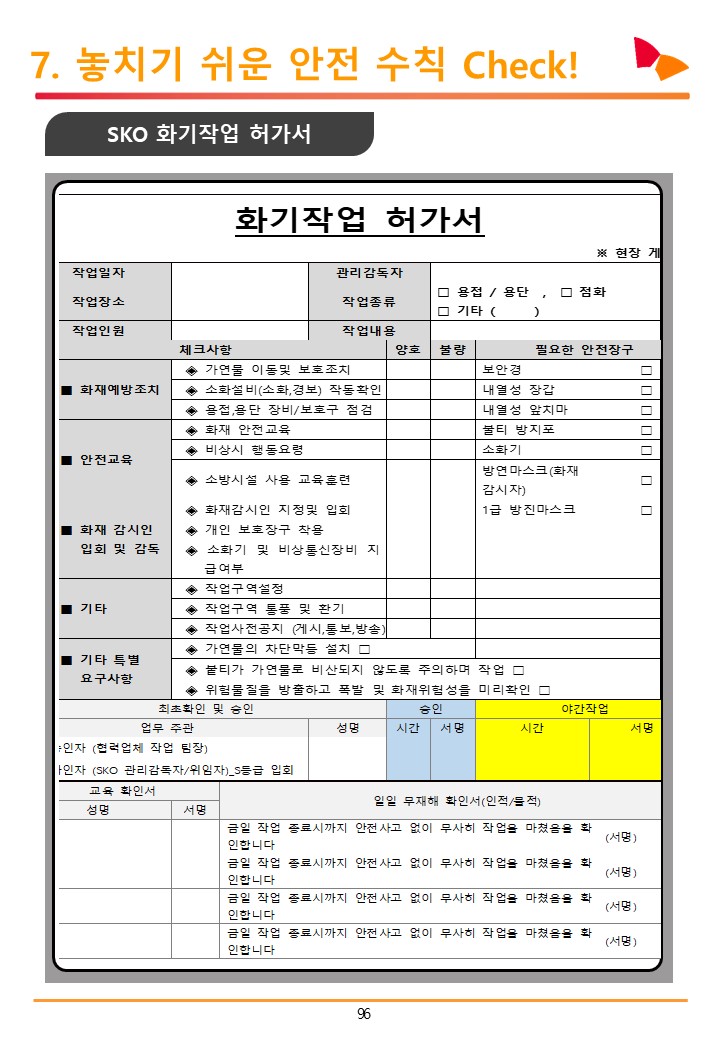 7. 놓치기 쉬운 안전 수칙 Check!
SKO 화기작업 허가서
화기작업 허가서
※ 현장 게
작업일자 관리감독자
작업장소 작업종류 □ 용접 / 용단 , □ 점화
□ 기타 ( )
작업인원 작업내용
체크사항 양호 불량 필요한 안전장구
■ 화재예방조치 ◈ 가연물 이동및 보호조치 보안경 □
◈ 소화설비(소화,경보) 작동확인 내열성 장갑 □
◈ 용접,용단 장비/보호구 점검 내열성 앞치마 □
■ 안전교육 ◈ 화재 안전교육 불티 방지포 □
◈ 비상시 행동요령 소화기 □
◈ 소방시설 사용 교육훈련 방연마스크(화재
감시자) □
■ 화재 감시인
입회 및 감독 ◈ 화재감시인 지정및 입회 1급 방진마스크 □
◈ 개인 보호장구 착용
◈ 소화기 및 비상통신장비 지
급여부
■ 기타 ◈ 작업구역설정
◈ 작업구역 통풍 및 환기
◈ 작업사전공지 (게시,통보,방송)
■ 기타 특별
요구사항 ◈ 가연물의 차단막등 설치 □
◈ 불티가 가연물로 비산되지 않도록 주의하며 작업 □
◈ 위험물질을 방출하고 폭발 및 화재위험성을 미리확인 □
최초확인 및 승인 승인 야간작업
업무 주관 성명 시간 서명 시간 서명
인자 (협력업체 작업 팀장)
인자 (SKO 관리감독자/위임자)_S등급 입회
교육 확인서 일일 무재해 확인서(인적/물적)
성명 서명
금일 작업 종료시까지 안전사고 없이 무사히 작업을 마쳤음을 확
인합니다 (서명)
금일 작업 종료시까지 안전사고 없이 무사히 작업을 마쳤음을 확
인합니다 (서명)
금일 작업 종료시까지 안전사고 없이 무사히 작업을 마쳤음을 확
인합니다 (서명)
금일 작업 종료시까지 안전사고 없이 무사히 작업을 마쳤음을 확
인합니다 (서명)
96